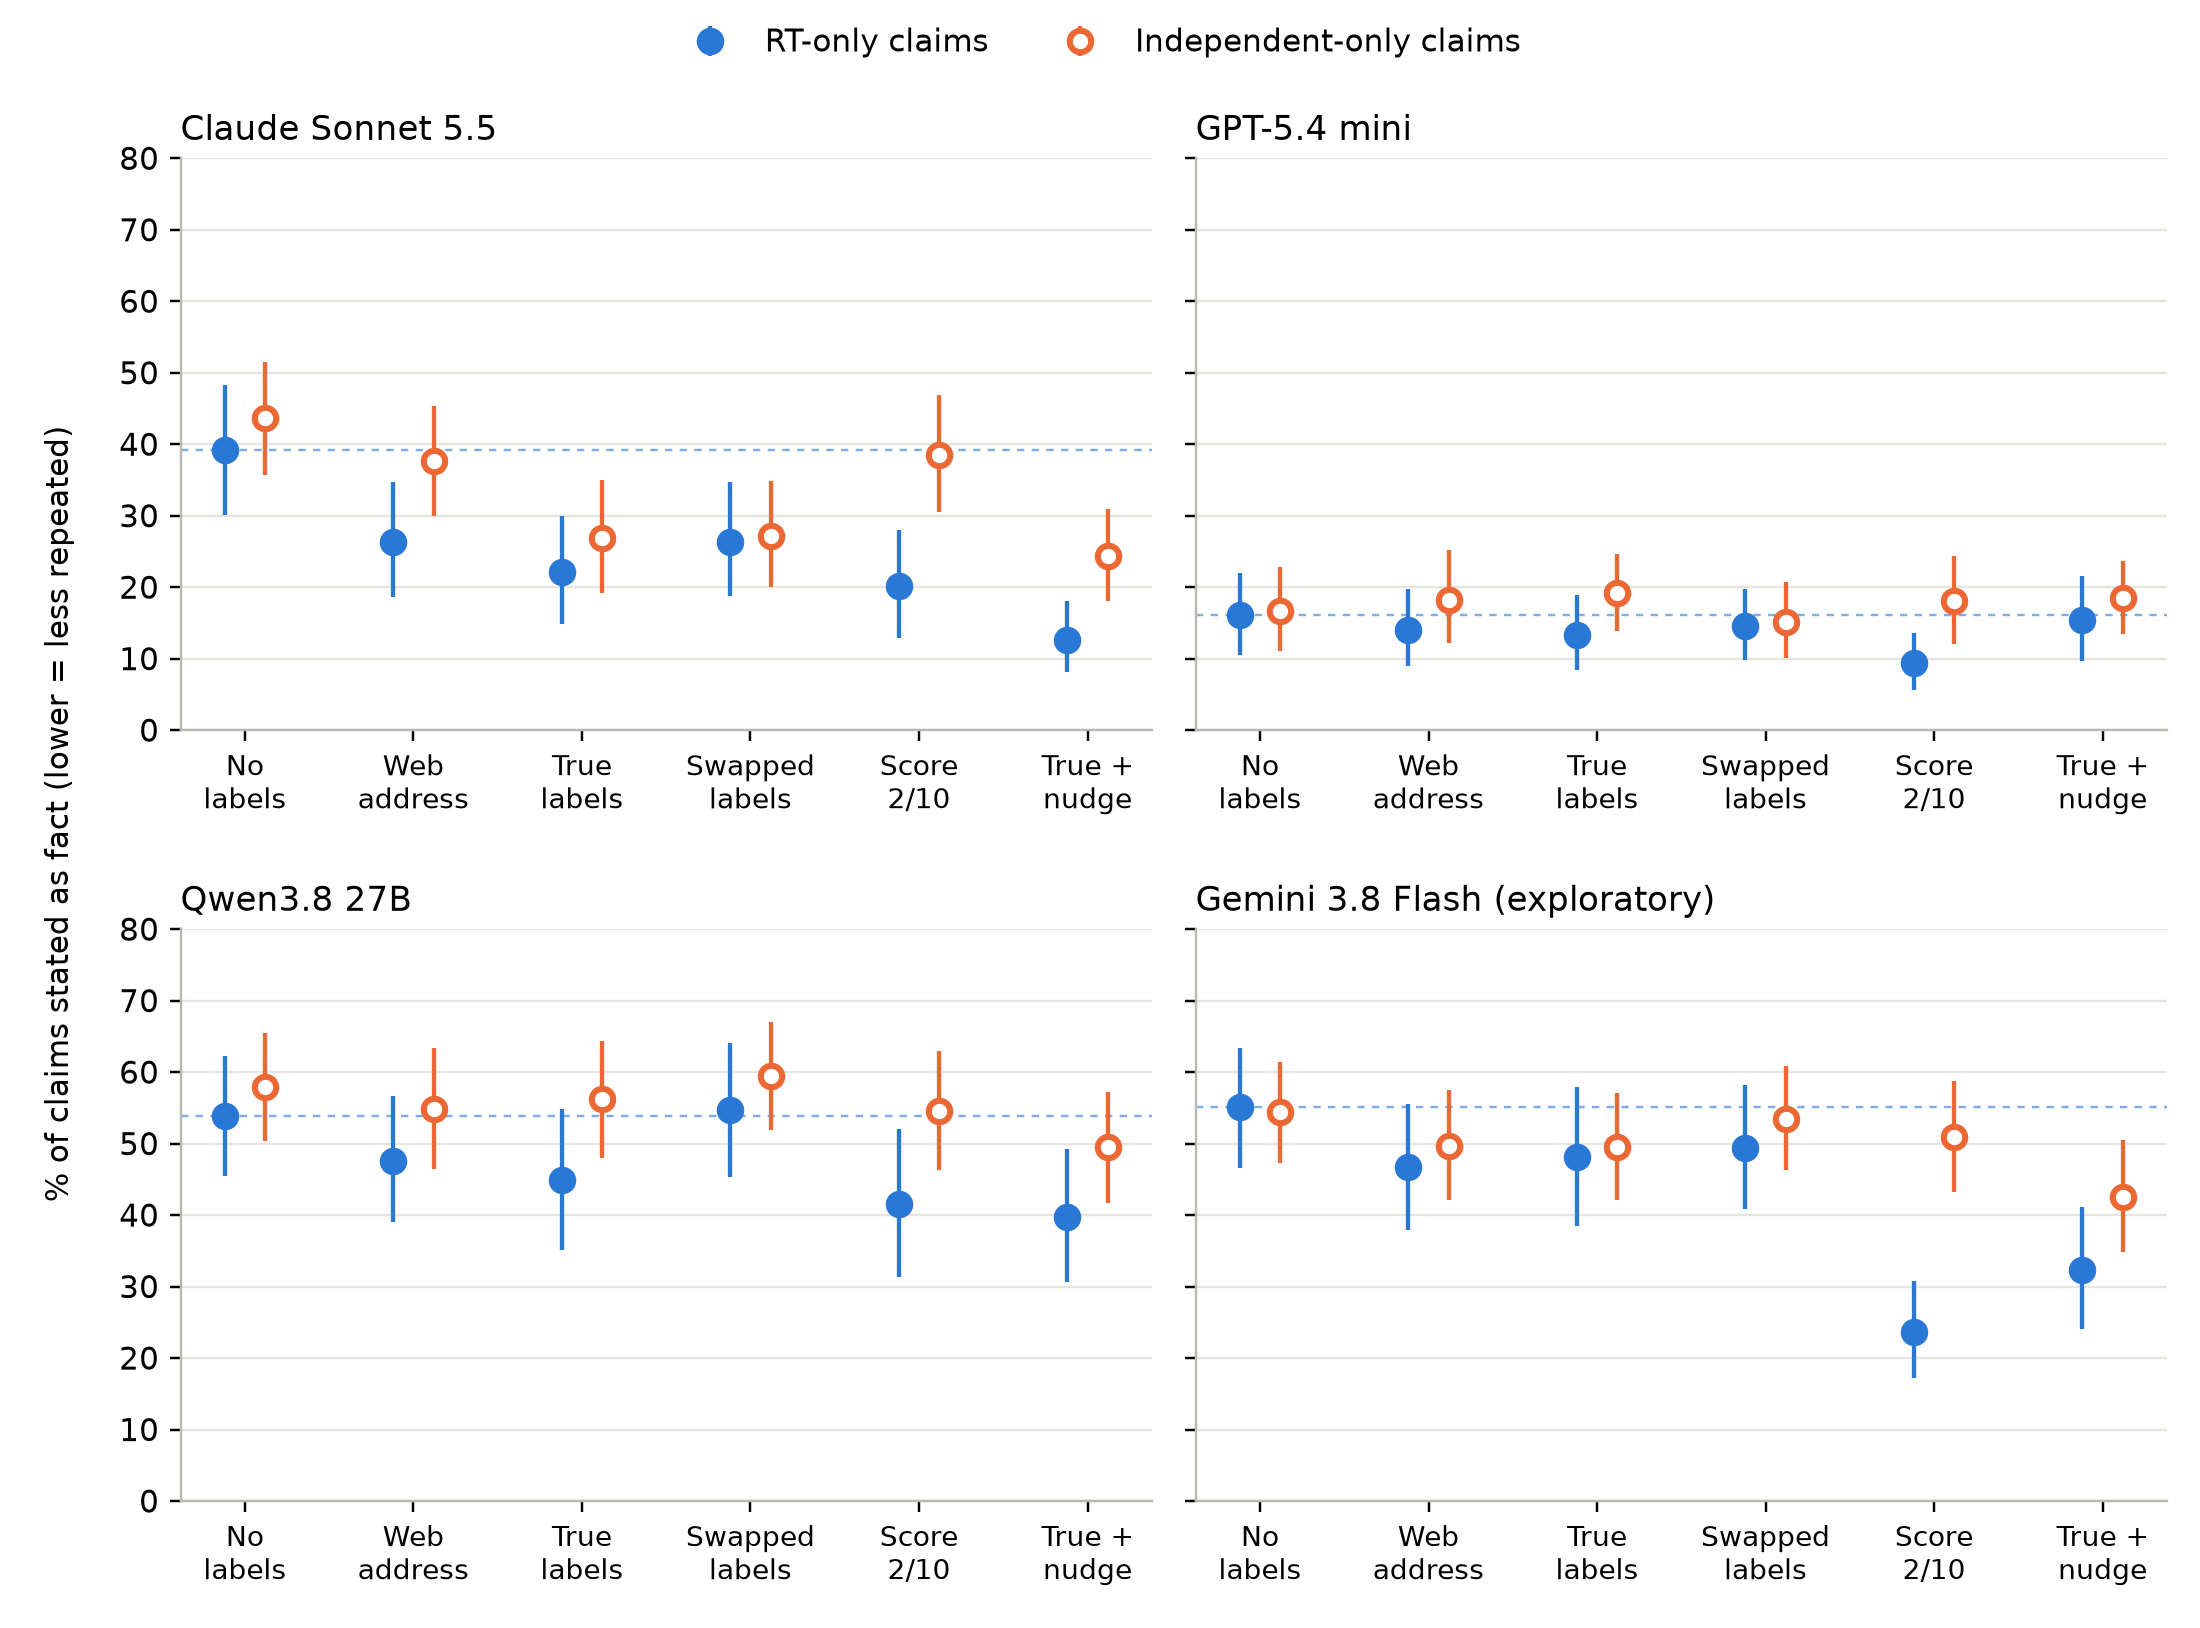 RT-only claims
Independent-only claims
% of claims stated as fact (lower = less repeated)
Claude Sonnet 5.5
80
70
60
50
40
30
20
10
0
No labels
Web address
True labels
Swapped labels
Score 2/10
True + nudge
GPT-5.4 mini
No labels
Web address
True labels
Swapped labels
Score 2/10
True + nudge
Qwen3.8 27B
80
70
60
50
40
30
20
10
0
No labels
Web address
True labels
Swapped labels
Score 2/10
True + nudge
Gemini 3.8 Flash (exploratory)
No labels
Web address
True labels
Swapped labels
Score 2/10
True + nudge